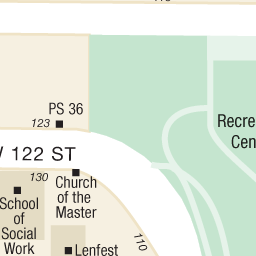 PS 36
123
122 ST
130
Church
of the
Master
School
of
Social
Work
Lenfest
110
Recre
Cen